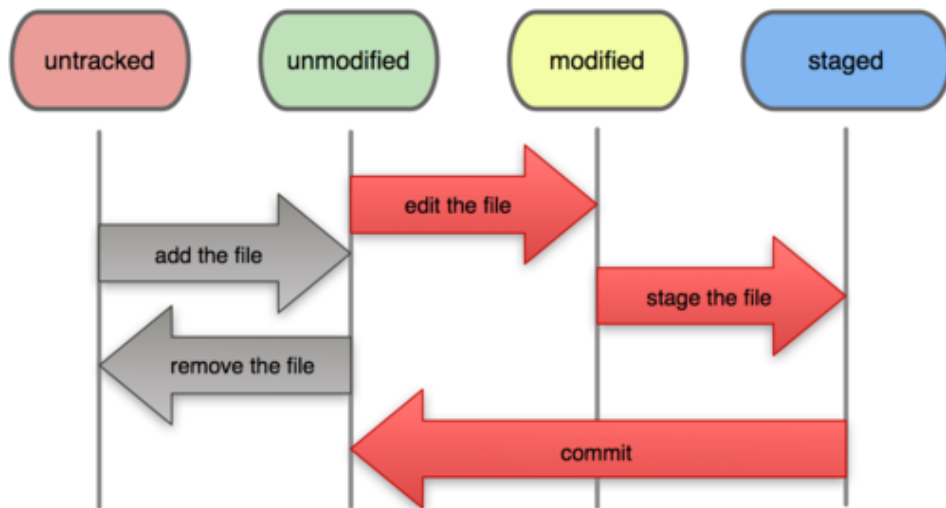 untracked
unmodified
modified
staged
edit the file
add the file
stage the file
remove the file
commit